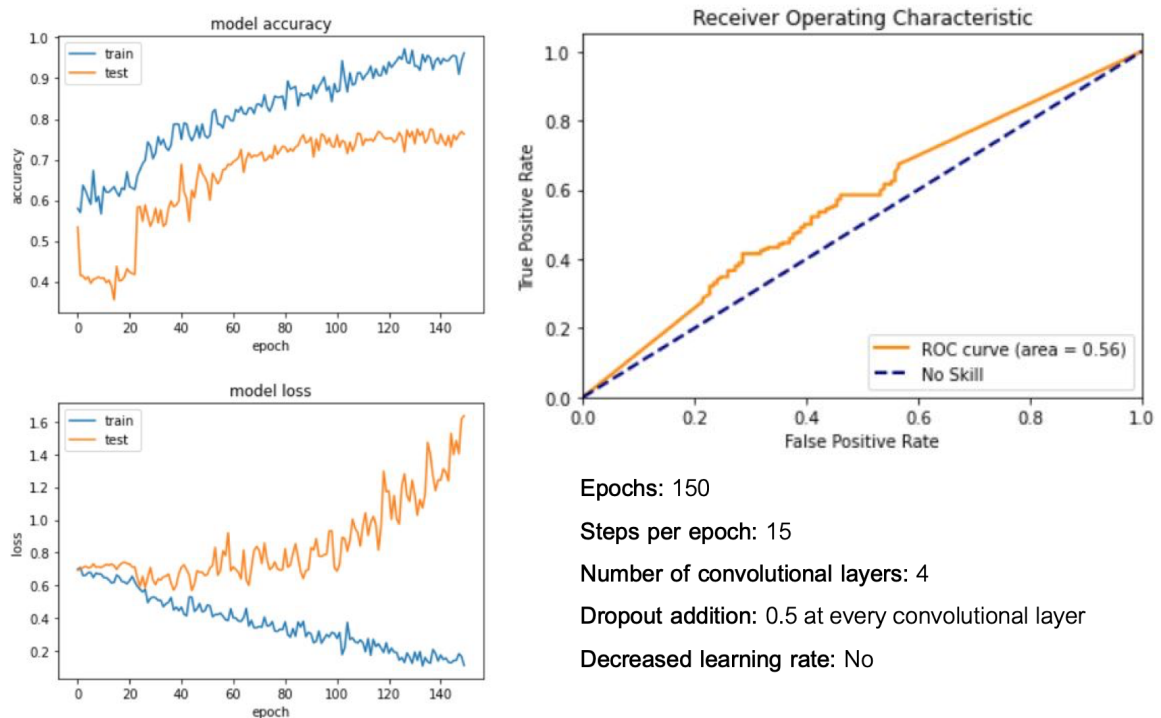 model accuracy
train
test
1.0
0.9
0.8
0.7
0.6
0.5
0.4
accuracy
0 20 40 60 80 100 120 140
epoch
model loss
train
test
1.6
1.4
1.2
1.0
0.8
0.6
0.4
0.2
loss
0 20 40 60 80 100 120 140
epoch
Receiver Operating Characteristic
1.0
0.8
0.6
0.4
0.2
0.0
True Positive Rate
ROC curve (area = 0.56)
No Skill
0.0 0.2 0.4 0.6 0.8 1.0
False Positive Rate
Epochs: 150
Steps per epoch: 15
Number of convolutional layers: 4
Dropout addition: 0.5 at every convolutional layer
Decreased learning rate: No